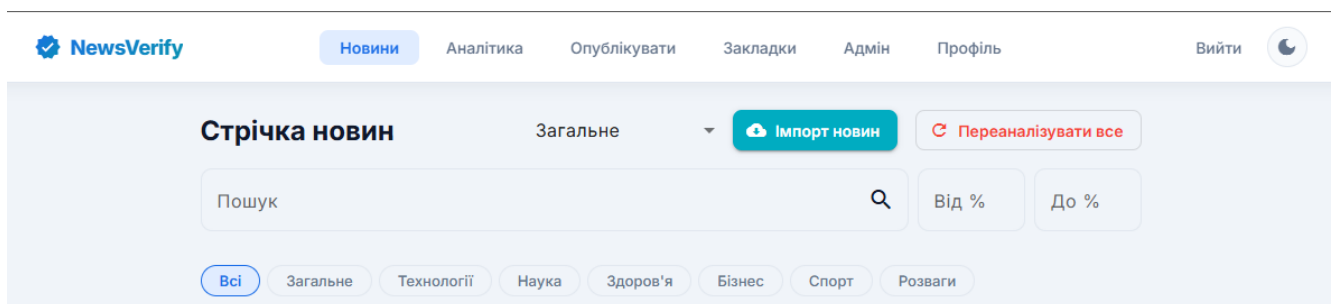 NewsVerify Новини Аналітика Опублікувати Закладки Адмін Профіль Вийти
Стрічка новин Загальне Імпорт новин Переаналізувати все
Пошук Від % До %
Всі Загальне Технології Наука Здоров'я Бізнес Спорт Розваги